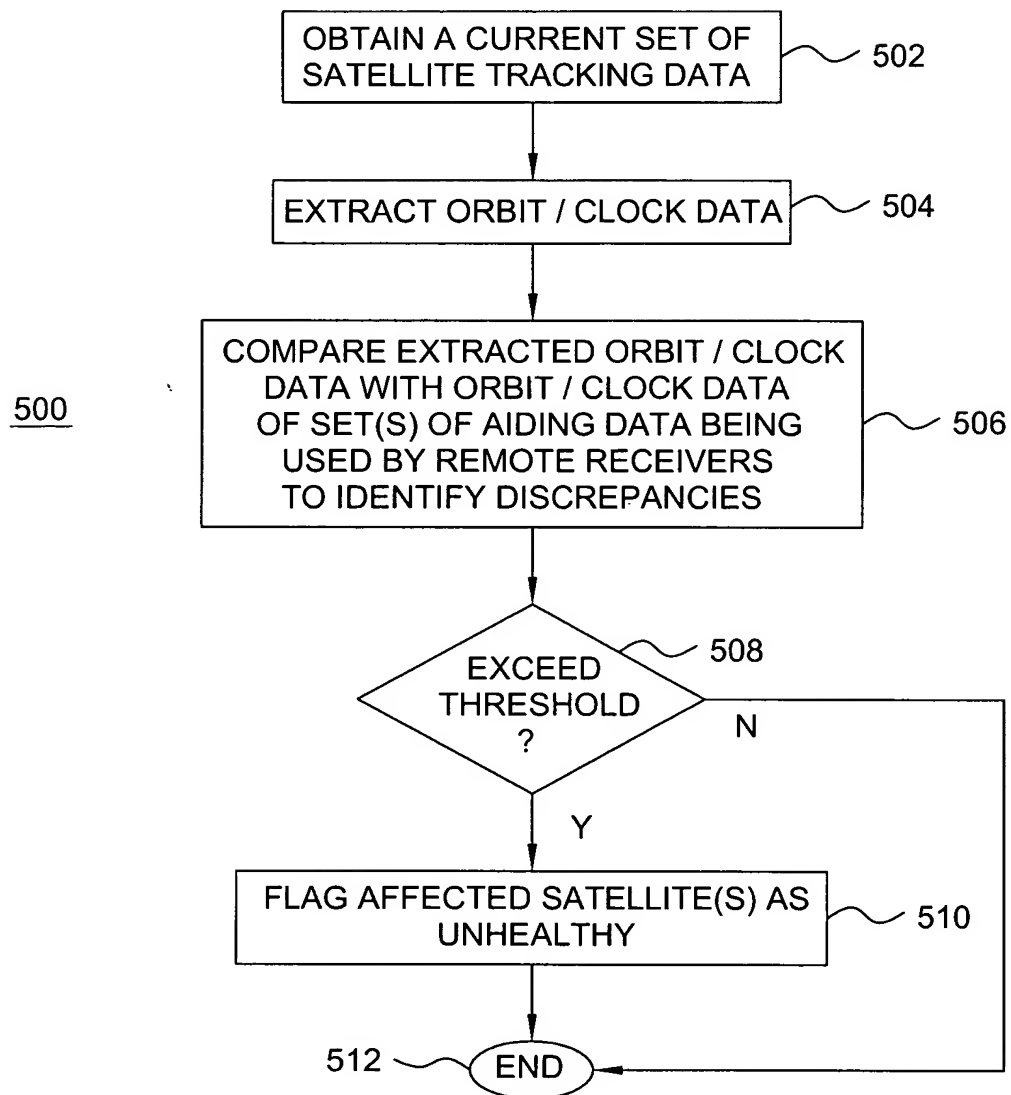 OBTAIN A CURRENT SET OF
SATELLITE TRACKING DATA
502
EXTRACT ORBIT / CLOCK DATA
504
500
COMPARE EXTRACTED ORBIT / CLOCK
DATA WITH ORBIT / CLOCK DATA
OF SET(S) OF AIDING DATA BEING
USED BY REMOTE RECEIVERS
TO IDENTIFY DISCREPANCIES
506
EXCEED
THRESHOLD
?
508
N
Y
FLAG AFFECTED SATELLITE(S) AS
UNHEALTHY
510
512
END